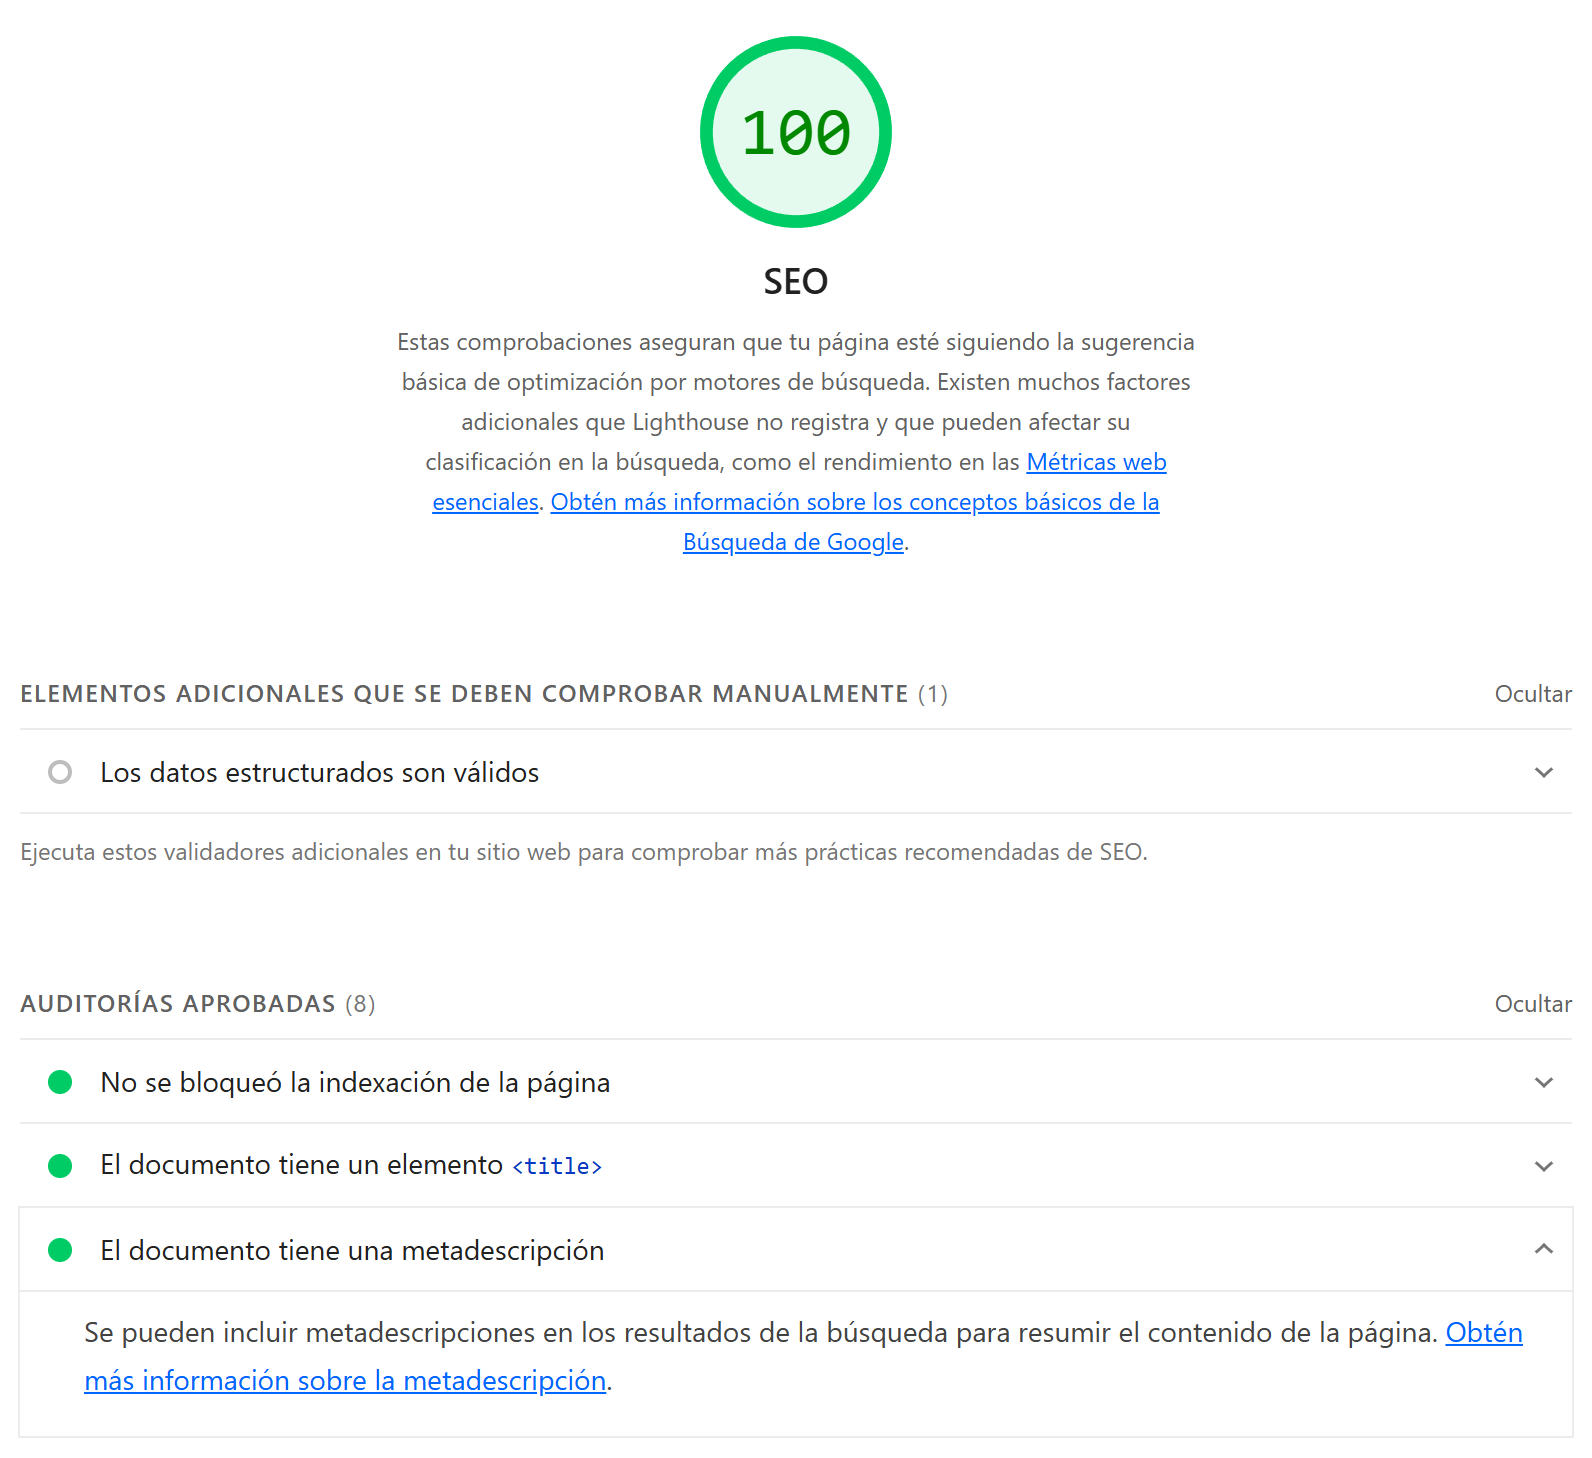 100
SEO
Estas comprobaciones aseguran que tu página esté siguiendo la sugerencia
básica de optimización por motores de búsqueda. Existen muchos factores
adicionales que Lighthouse no registra y que pueden afectar su
clasificación en la búsqueda, como el rendimiento en las Métricas web
esenciales. Obtén más información sobre los conceptos básicos de la
Búsqueda de Google.
ELEMENTOS ADICIONALES QUE SE DEBEN COMPROBAR MANUALMENTE (1) Ocultar
Los datos estructurados son válidos
Ejecuta estos validadores adicionales en tu sitio web para comprobar más prácticas recomendadas de SEO.
AUDITORÍAS APROBADAS (8) Ocultar
No se bloqueó la indexación de la página
El documento tiene un elemento <title>
El documento tiene una metadescripción
Se pueden incluir metadescripciones en los resultados de la búsqueda para resumir el contenido de la página. Obtén
más información sobre la metadescripción.